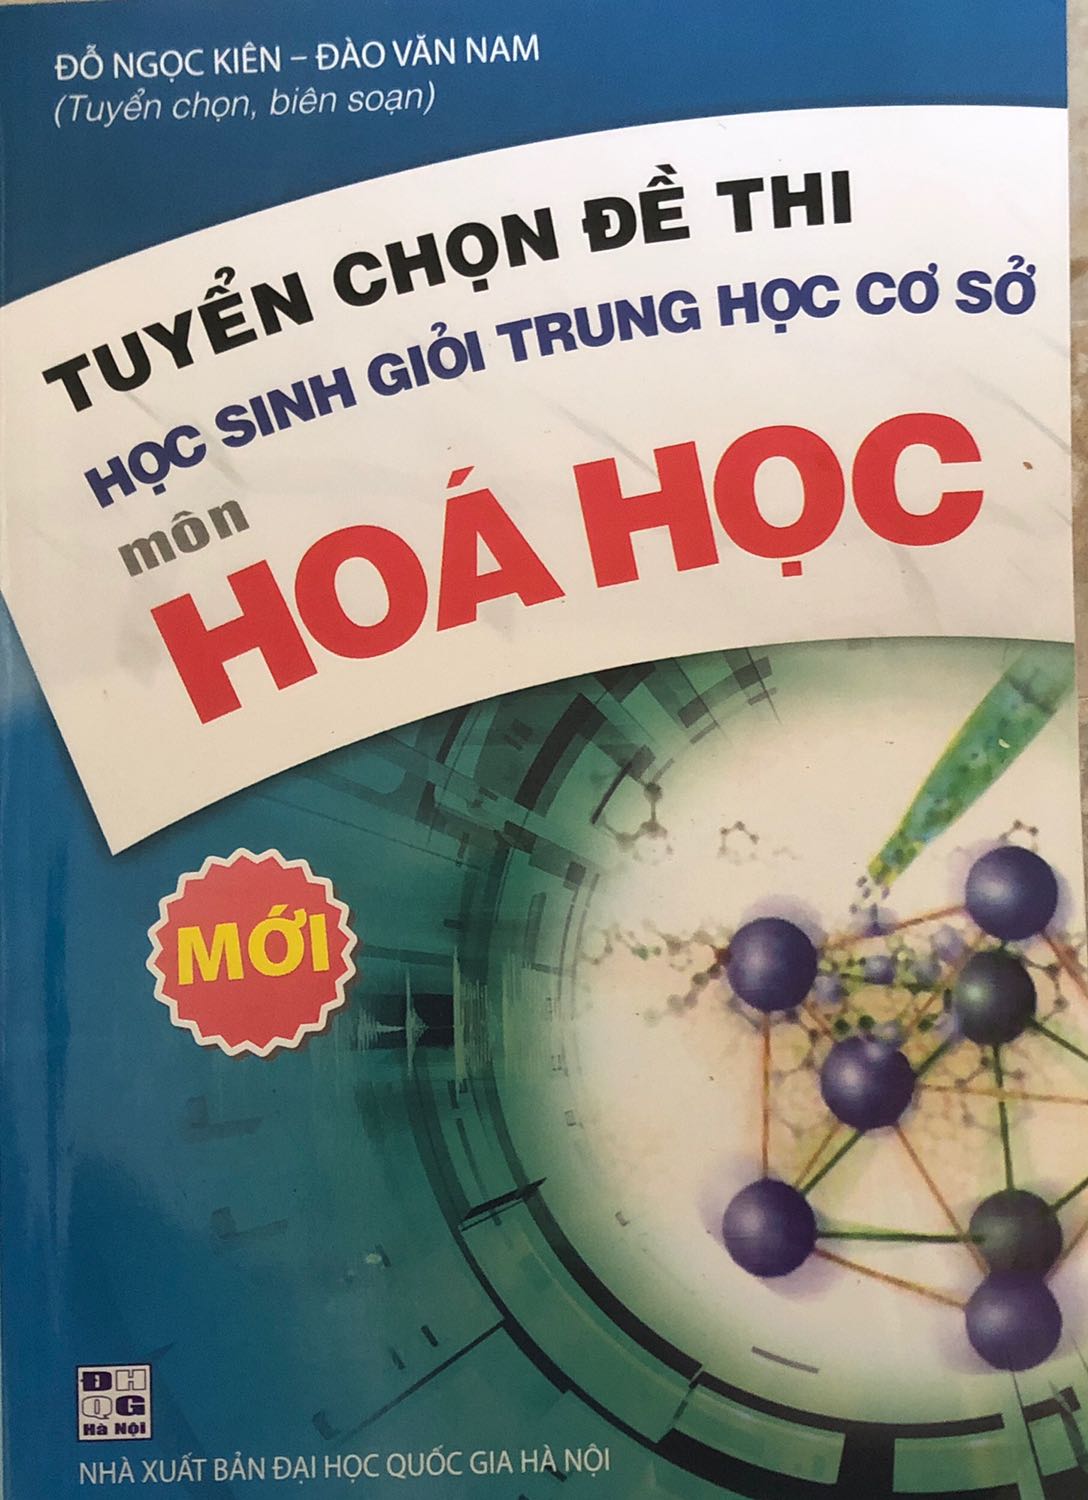 ĐỖ NGỌC KIÊN – ĐÀO VĂN NAM
(Tuyển chọn, biên soạn)
TUYỂN CHỌN ĐỀ THI
HỌC SINH GIỎI TRUNG HỌC CƠ SỞ
môn
HOÁ HỌC
MỚI
ĐH
QG
Hà Nội
NHÀ XUẤT BẢN ĐẠI HỌC QUỐC GIA HÀ NỘI